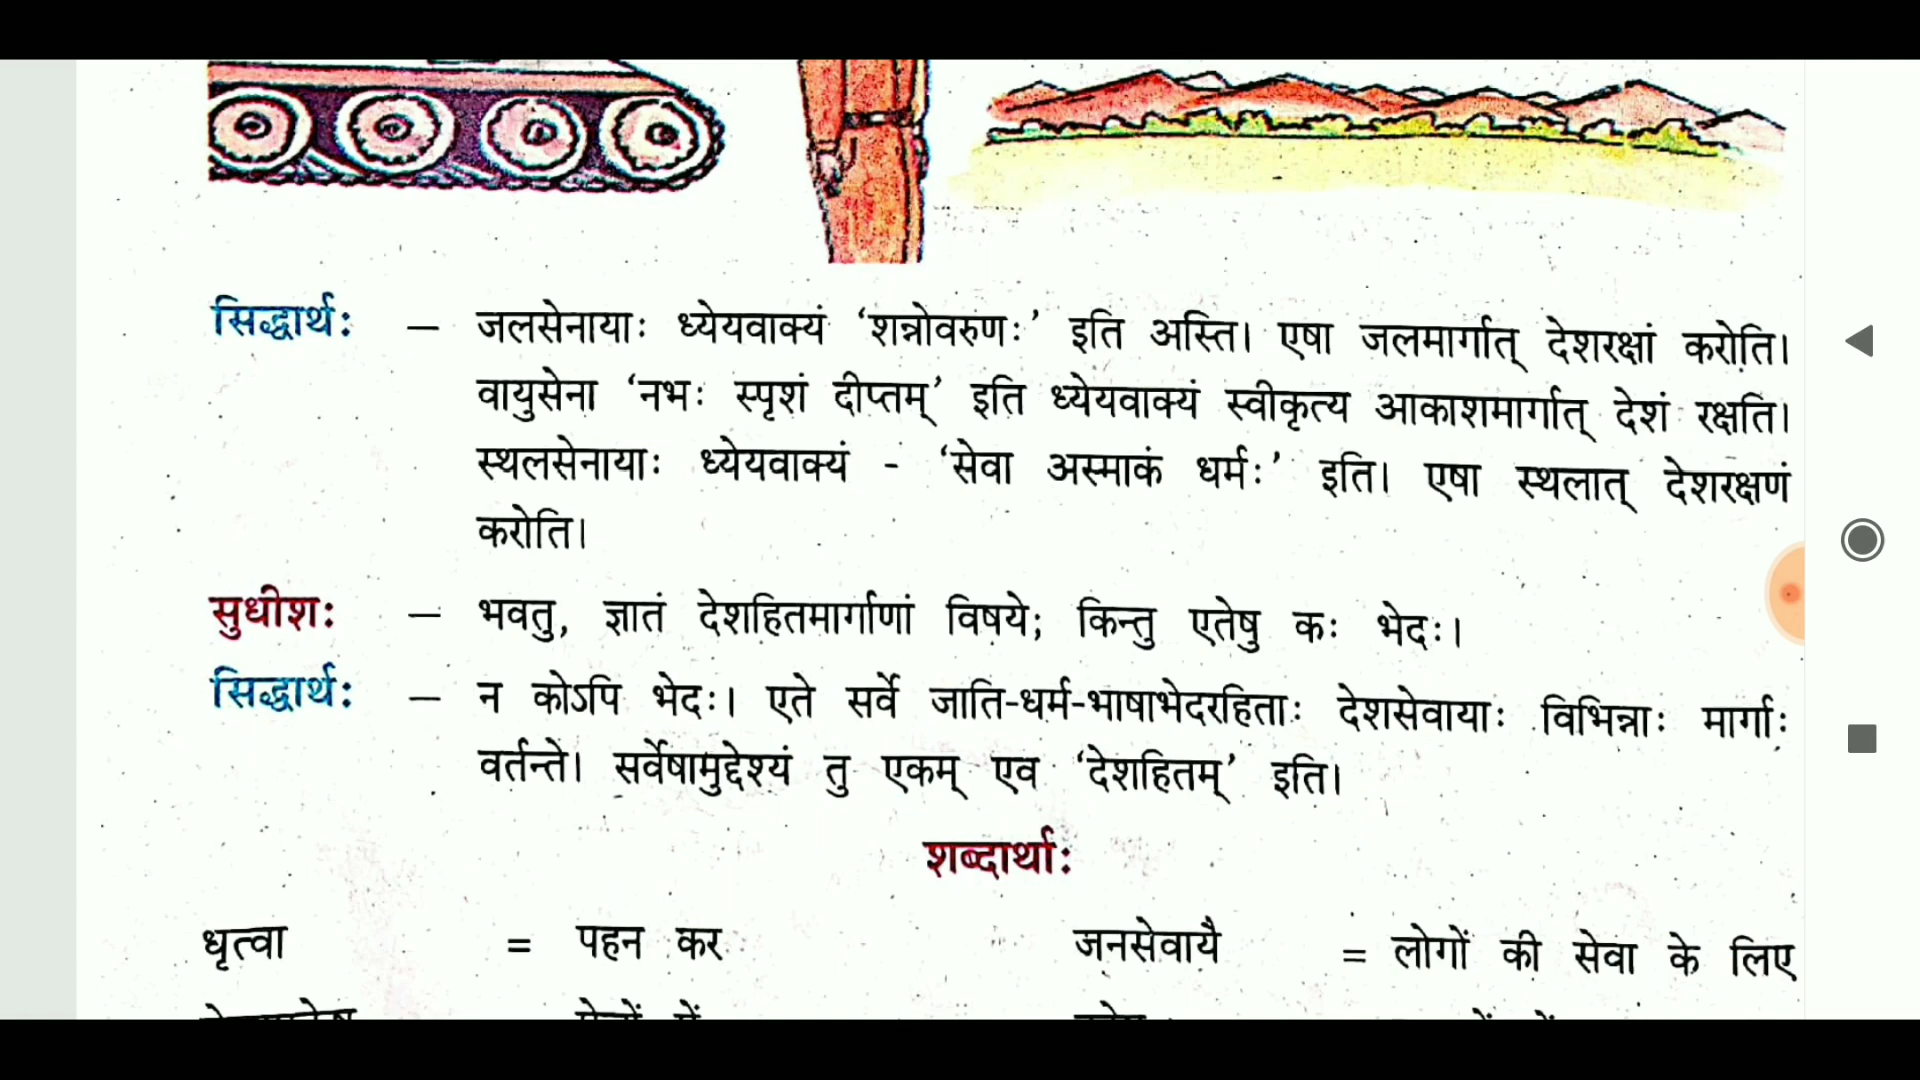 सिद्धार्थः – जलसेनायाः ध्येयवाक्यं ‘शन्नोवरुणः’ इति अस्ति। एषा जलमार्गात् देशरक्षां करोति।
वायुसेना ‘नभः स्पृशं दीप्तम्’ इति ध्येयवाक्यं स्वीकृत्य आकाशमार्गात् देशं रक्षति।
स्थलसेनायाः ध्येयवाक्यं - ‘सेवा अस्माकं धर्मः’ इति। एषा स्थलात् देशरक्षणं
करोति।
सुधीशः – भवतु, ज्ञातं देशहितमार्गाणां विषये; किन्तु एतेषु कः भेदः।
सिद्धार्थः – न कोऽपि भेदः। एते सर्वे जाति-धर्म-भाषाभेदरहिताः देशसेवायाः विभिन्नाः मार्गाः
वर्तन्ते। सर्वेषामुद्देश्यं तु एकम् एव ‘देशहितम्’ इति।
शब्दार्थाः
धृत्वा = पहन कर जनसेवायै = लोगों की सेवा के लिए